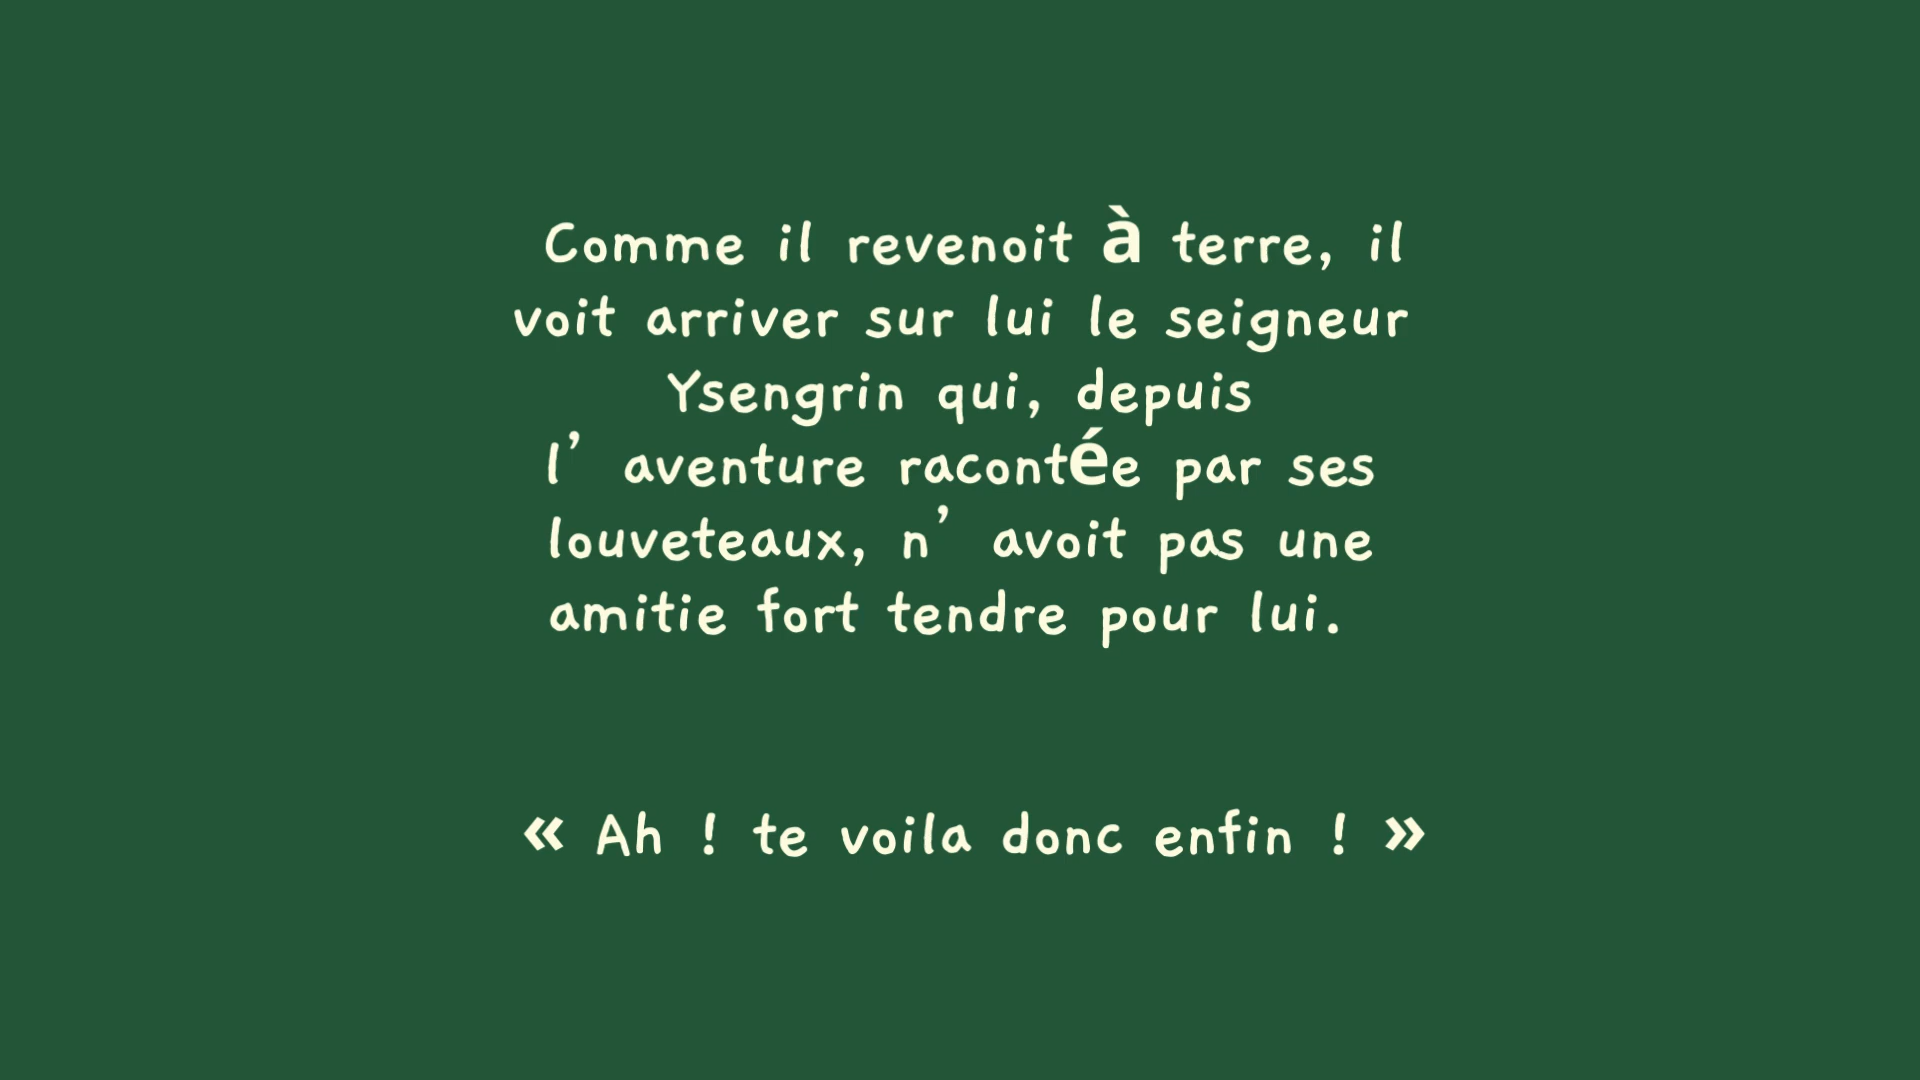 Comme il revenoit à terre, il
voit arriver sur lui le seigneur
Ysengrin qui, depuis
l’ aventure racontée par ses
louveteaux, n’ avoit pas une
amitie fort tendre pour lui.
« Ah ! te voila donc enfin ! »